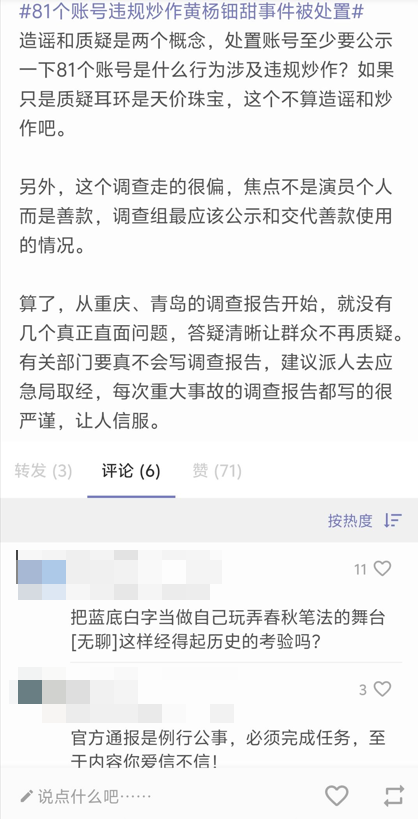 #81个账号违规炒作黄杨钿甜事件被处置#
造谣和质疑是两个概念，处置账号至少要公示
一下81个账号是什么行为涉及违规炒作？如果
只是质疑耳环是天价珠宝，这个不算造谣和炒
作吧。
另外，这个调查走的很偏，焦点不是演员个人
而是善款，调查组最应该公示和交代善款使用
的情况。
算了，从重庆、青岛的调查报告开始，就没有
几个真正直面问题，答疑清晰让群众不再质疑。
有关部门要真不会写调查报告，建议派人去应
急局取经，每次重大事故的调查报告都写的很
严谨，让人信服。
转发 (3) 评论 (6) 赞 (71)
按热度
11
把蓝底白字当做自己玩弄春秋笔法的舞台
[无聊]这样经得起历史的考验吗？
3
官方通报是例行公事，必须完成任务，至
于内容你爱信不信！
说点什么吧……